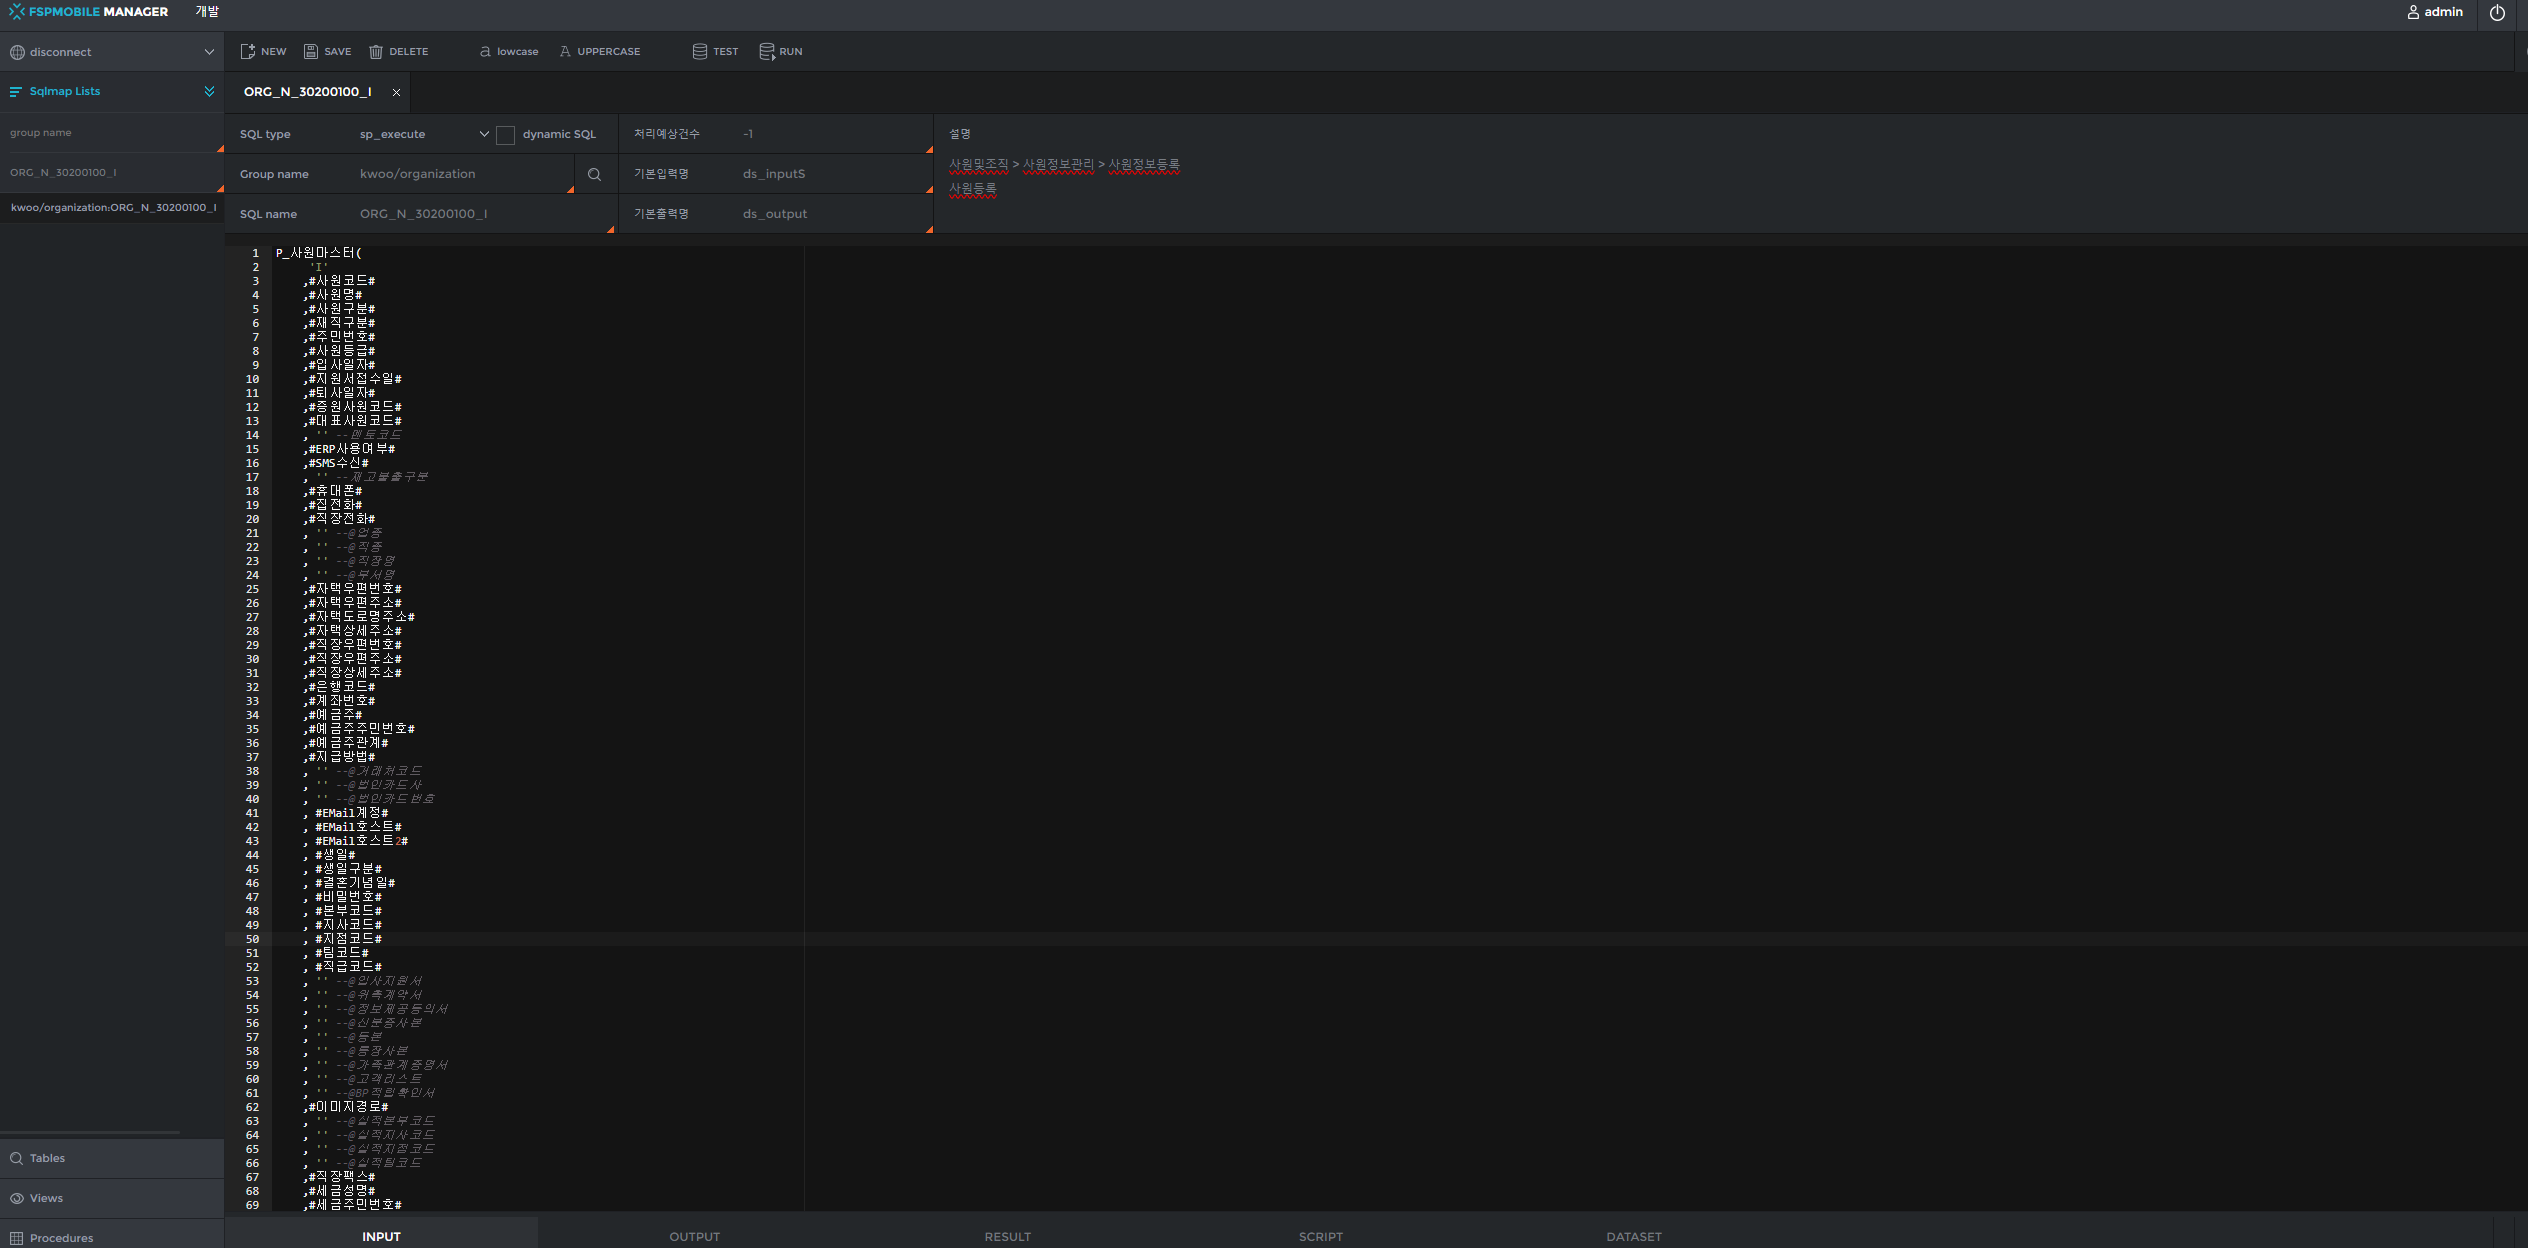 FSPMOBILE MANAGER 개발 admin
disconnect NEW SAVE DELETE a lowcase A UPPERCASE TEST RUN
Sqlmap Lists ORG_N_30200100_I ×
group name
ORG_N_30200100_I
kwoo/organization:ORG_N_30200100_I
SQL type sp_execute dynamic SQL 처리예상건수 -1 설명
사원및조직 > 사원정보관리 > 사원정보등록
Group name kwoo/organization 기본입력명 ds_inputS
사원등록
SQL name ORG_N_30200100_I 기본출력명 ds_output
1 P_사원마스터(
2 'I'
3 ,#사원코드#
4 ,#사원명#
5 ,#사원구분#
6 ,#재직구분#
7 ,#주민번호#
8 ,#사원등급#
9 ,#입사일자#
10 ,#지원서접수일#
11 ,#퇴사일자#
12 ,#증원사원코드#
13 ,#대표사원코드#
14 , '' --멘토코드
15 ,#ERP사용여부#
16 ,#SMS수신#
17 , '' --재고불출구분
18 ,#휴대폰#
19 ,#집전화#
20 ,#직장전화#
21 , '' --@업종
22 , '' --@직종
23 , '' --@직장명
24 , '' --@부서명
25 ,#자택우편번호#
26 ,#자택우편주소#
27 ,#자택도로명주소#
28 ,#자택상세주소#
29 ,#직장우편번호#
30 ,#직장우편주소#
31 ,#직장상세주소#
32 ,#은행코드#
33 ,#계좌번호#
34 ,#예금주#
35 ,#예금주주민번호#
36 ,#예금주관계#
37 ,#지급방법#
38 , '' --@거래처코드
39 , '' --@법인카드사
40 , '' --@법인카드번호
41 , #EMail계정#
42 , #EMail호스트#
43 , #EMail호스트2#
44 , #생일#
45 , #생일구분#
46 , #결혼기념일#
47 , #비밀번호#
48 , #본부코드#
49 , #지사코드#
50 , #지점코드#
51 , #팀코드#
52 , #직급코드#
53 , '' --@입사지원서
54 , '' --@위촉계약서
55 , '' --@정보제공동의서
56 , '' --@신분증사본
57 , '' --@등본
58 , '' --@통장사본
59 , '' --@가족관계증명서
60 , '' --@고객리스트
61 , '' --@BP적립확인서
62 ,#이미지경로#
63 , '' --@실적본부코드
64 , '' --@실적지사코드
65 , '' --@실적지점코드
66 , '' --@실적팀코드
67 ,#직장팩스#
68 ,#세금성명#
69 ,#세금주민번호#
Tables
Views
Procedures
INPUT OUTPUT RESULT SCRIPT DATASET